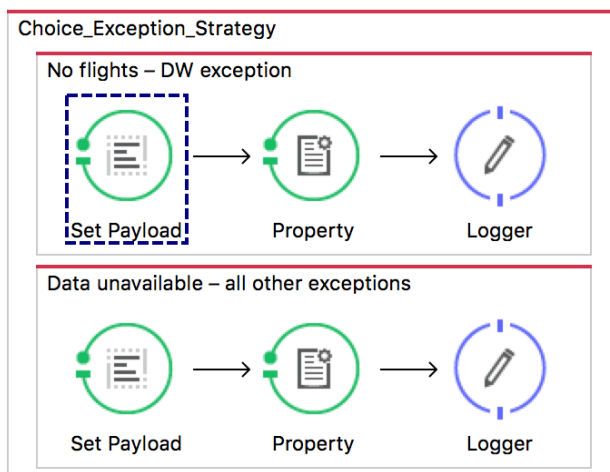 Choice_Exception_Strategy
No flights – DW exception
Set Payload Property Logger
Data unavailable – all other exceptions
Set Payload Property Logger